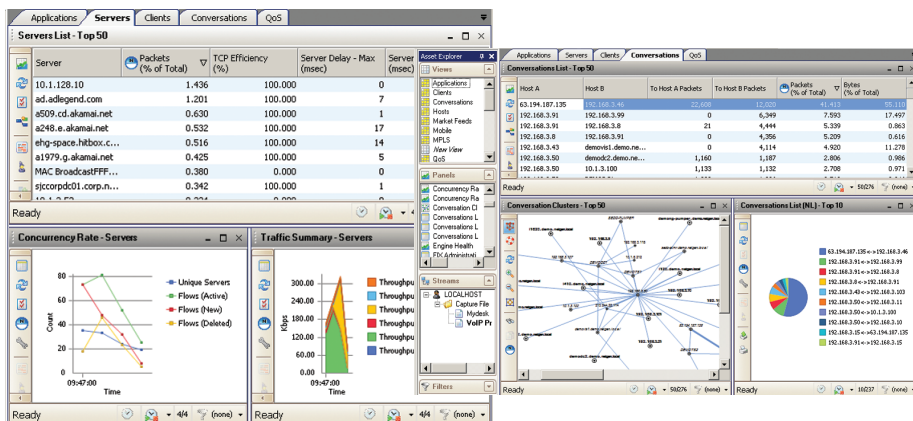 Applications Servers Clients Conversations QoS
Servers List - Top 50
Server Packets (% of Total) TCP Efficiency (%) Server Delay - Max (msec) Server (msec)
10.1.128.10 1.436 100.000 0
ad.adlegend.com 1.201 100.000 7
a509.cd.akamai.net 0.630 100.000 1
a248.e.akamai.net 0.532 100.000 17
ehg-space.hitbox.c... 0.516 100.000 14
a1979.g.akamai.net 0.425 100.000 5
MAC BroadcastFFF... 0.380 0.000 0
sjccorpdc01.corp.n... 0.342 100.000 1
Ready
Concurrency Rate - Servers
80
60
40
20
0
Count
09:47:00
Time
Unique Servers
Flows (Active)
Flows (New)
Flows (Deleted)
Ready 4/4 (none)
Traffic Summary - Servers
300.00
240.00
180.00
120.00
60.00
0.00
Kbps
09:47:00
Time
Throughpu
Throughpu
Throughpu
Throughpu
Throughpu
Throughpu
Ready 4/4 (none)
Asset Explorer
Views
Applications
Clients
Conversations
Hosts
Market Feeds
Mobile
MPLS
New View
QoS
Panels
Concurrency Ra
Concurrency Ra
Conversation Cl
Conversations L
Conversations L
Conversations L
Engine Health
FIX Administrati
Streams
LOCALHOST
Capture File
Mydesk
VoIP Pr
Filters
Applications Servers Clients Conversations QoS
Conversations List - Top 50
Host A Host B To Host A Packets To Host B Packets Packets (% of Total) Bytes (% of Total)
63.194.187.135 192.168.3.46 22,608 12,020 41.413 55.110
192.168.3.91 192.168.3.99 0 6,349 7.593 17.497
192.168.3.91 192.168.3.8 21 4,444 5.339 0.863
192.168.3.8 192.168.3.91 0 4,356 5.209 0.616
192.168.3.43 demovis1.demo.ne... 0 4,114 4.920 11.278
192.168.3.50 demodc2.demo.ne... 1,160 1,187 2.806 0.986
192.168.3.50 10.1.3.100 1,133 1,132 2.708 0.971
Ready 50/276 (none)
Conversation Clusters - Top 50
Ready 50/276 (none)
Conversations List (NL) - Top 10
63.194.187.135 <-> 192.168.3.46
192.168.3.91 <-> 192.168.3.99
192.168.3.91 <-> 192.168.3.8
192.168.3.8 <-> 192.168.3.91
192.168.3.43 <-> 192.168.3.103
192.168.3.50 <-> 192.168.3.11
192.168.3.50 <-> 10.1.3.100
192.168.3.50 <-> 192.168.3.10
192.168.3.15 <-> 63.194.187.135
192.168.3.91 <-> 192.168.3.15
Ready 10/237 (none)